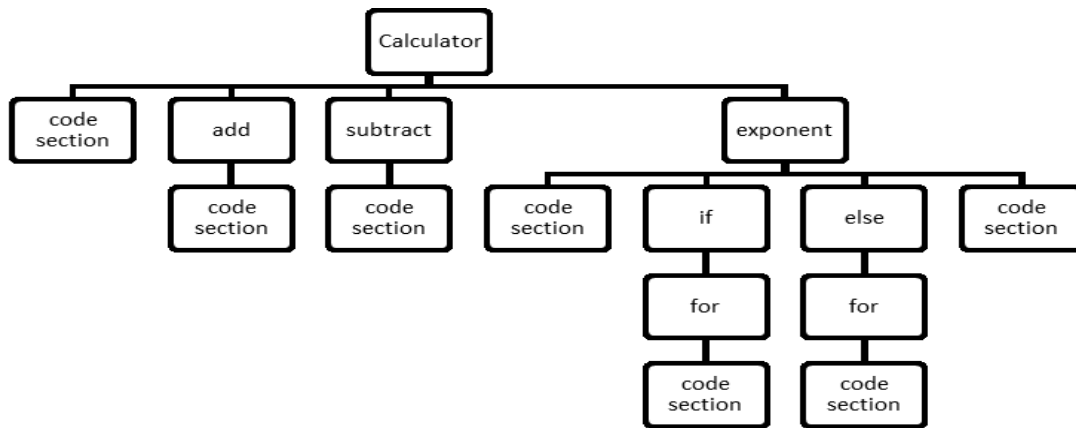 Calculator
code
section
add
subtract
exponent
code
section
code
section
code
section
if
else
code
section
for
for
code
section
code
section